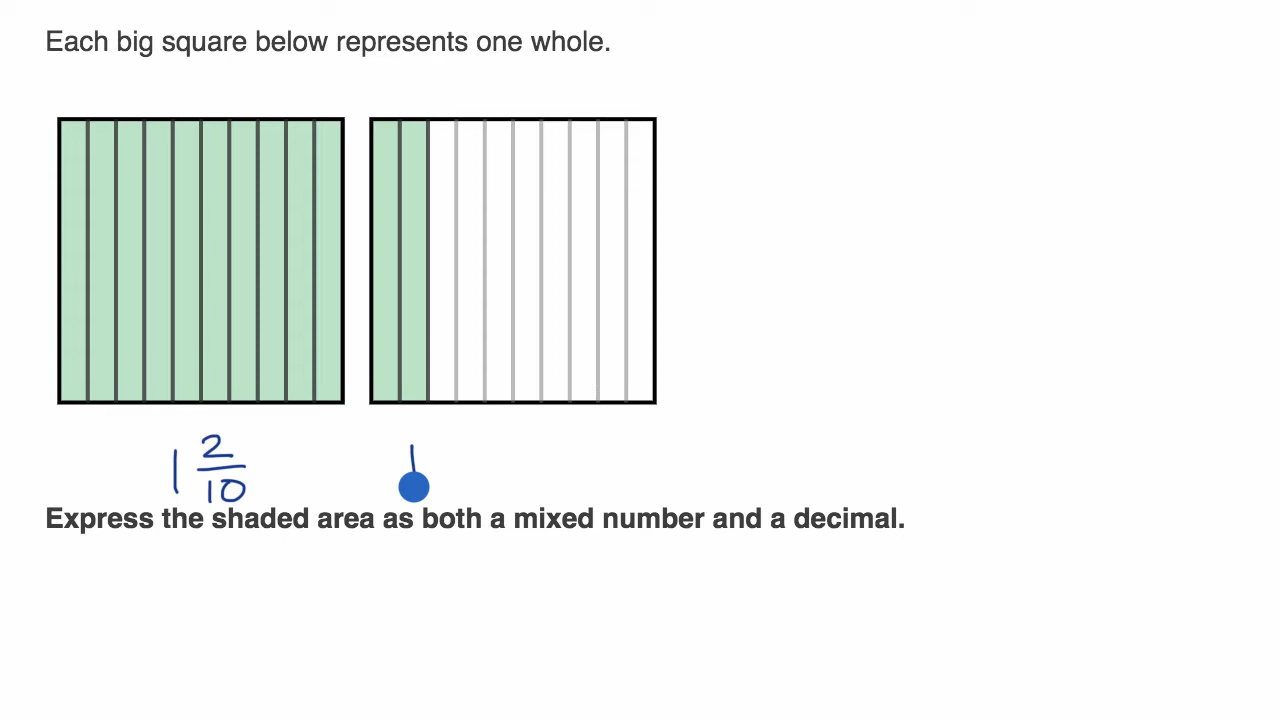 Each big square below represents one whole.
1 2/10 1
Express the shaded area as both a mixed number and a decimal.